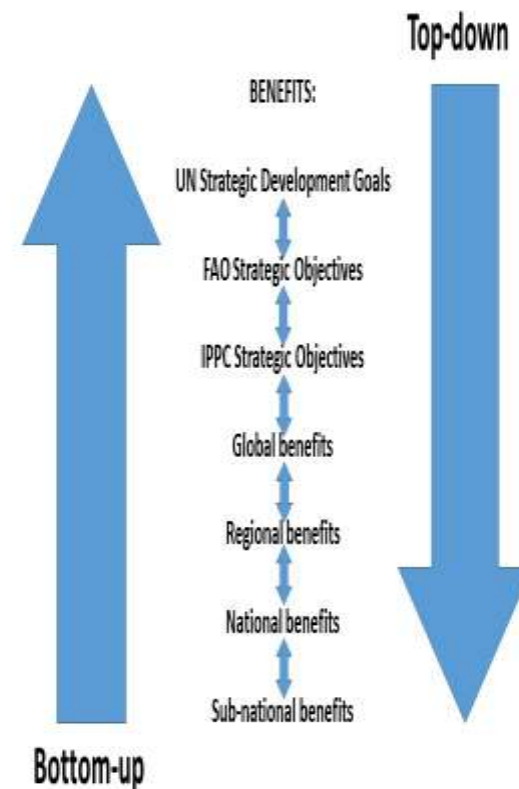 Top-down
BENEFITS:
UN Strategic Development Goals
FAO Strategic Objectives
IPPC Strategic Objectives
Global benefits
Regional benefits
National benefits
Sub-national benefits
Bottom-up